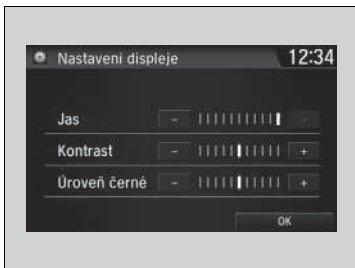 Nastavení displeje 12:34
Jas -
Kontrast - +
Úroveň černé - +
OK